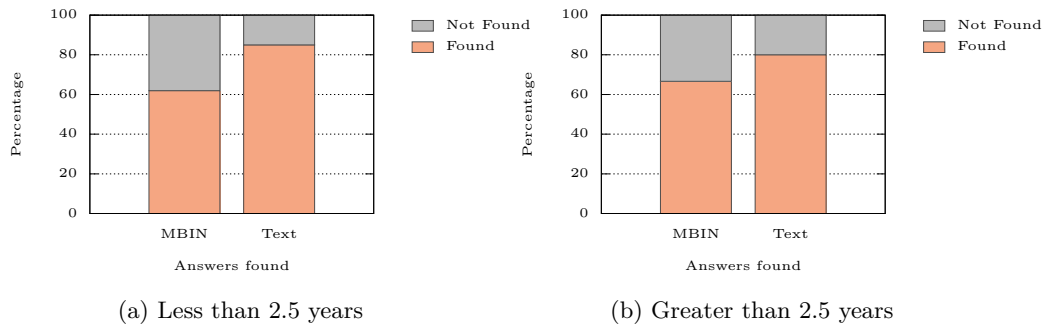 100
80
60
40
20
0
Percentage
MBIN Text
Answers found
Not Found
Found
(a) Less than 2.5 years
100
80
60
40
20
0
Percentage
MBIN Text
Answers found
Not Found
Found
(b) Greater than 2.5 years